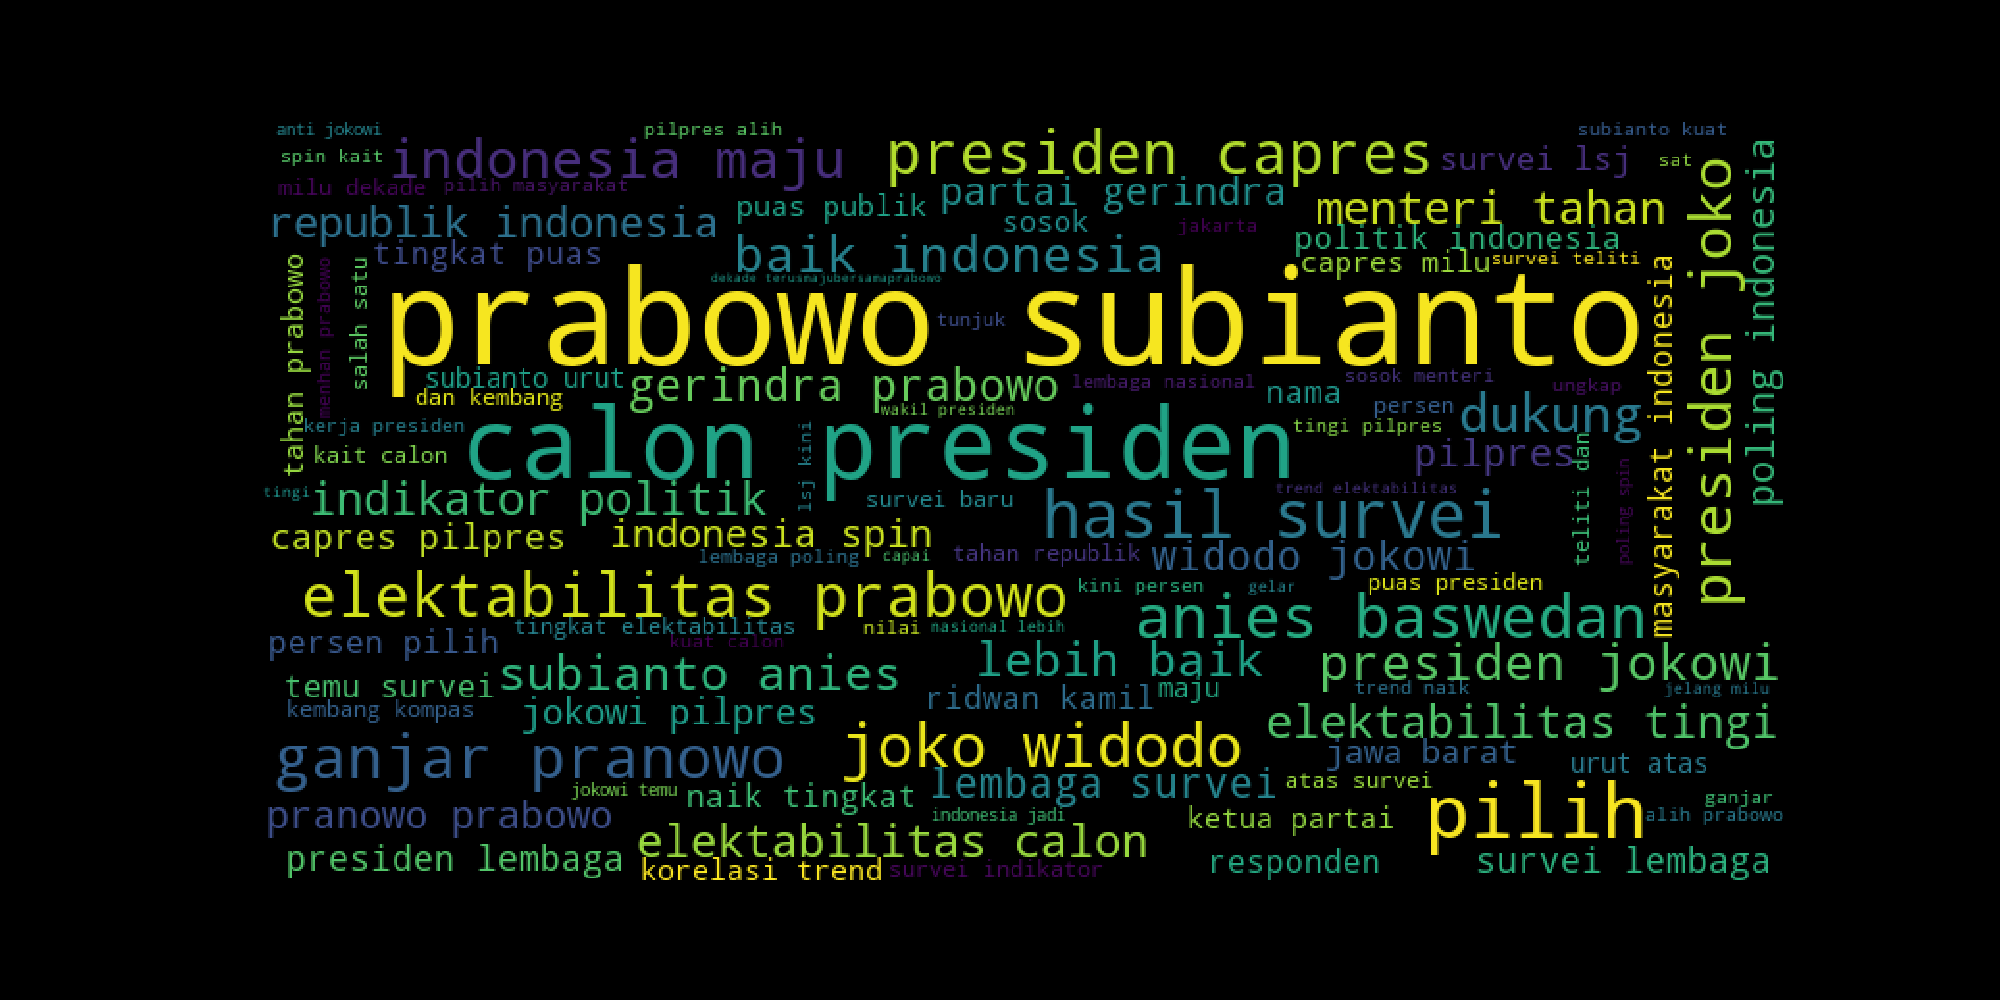 anti jokowi
pilpres alih
subianto kuat
spin kait
indonesia maju
presiden capres
survei lsj
sat
milu dekade
pilih masyarakat
partai gerindra
republik indonesia
puas publik
sosok
jakarta
menteri tahan
presiden joko
poling indonesia
tingkat puas
baik indonesia
politik indonesia
capres milu
survei teliti
dekade terusmajubersamaprabowo
tahan prabowo
menhan prabowo
salah satu
prabowo subianto
tunjuk
masyarakat indonesia
subianto urut
gerindra prabowo
lembaga nasional
sosok menteri
nama
ungkap
dan kembang
wakil presiden
persen
dukung
kerja presiden
calon presiden
tingi pilpres
kait calon
lsj kini
pilpres
teliti dan
poling spin
tingi
indikator politik
survei baru
trend elektabilitas
hasil survei
capres pilpres
indonesia spin
lembaga poling
capai
tahan republik
widodo jokowi
elektabilitas prabowo
kini persen
gelar
puas presiden
anies baswedan
tingkat elektabilitas
nilai
nasional lebih
persen pilih
kuat calon
subianto anies
lebih baik
presiden jokowi
temu survei
ridwan kamil
maju
trend naik
jelang milu
kembang kompas
jokowi pilpres
elektabilitas tingi
ganjar pranowo
joko widodo
jawa barat
urut atas
jokowi temu
naik tingkat
lembaga survei
atas survei
pilih
ganjar
pranowo prabowo
indonesia jadi
ketua partai
alih prabowo
elektabilitas calon
presiden lembaga
korelasi trend
survei indikator
responden
survei lembaga